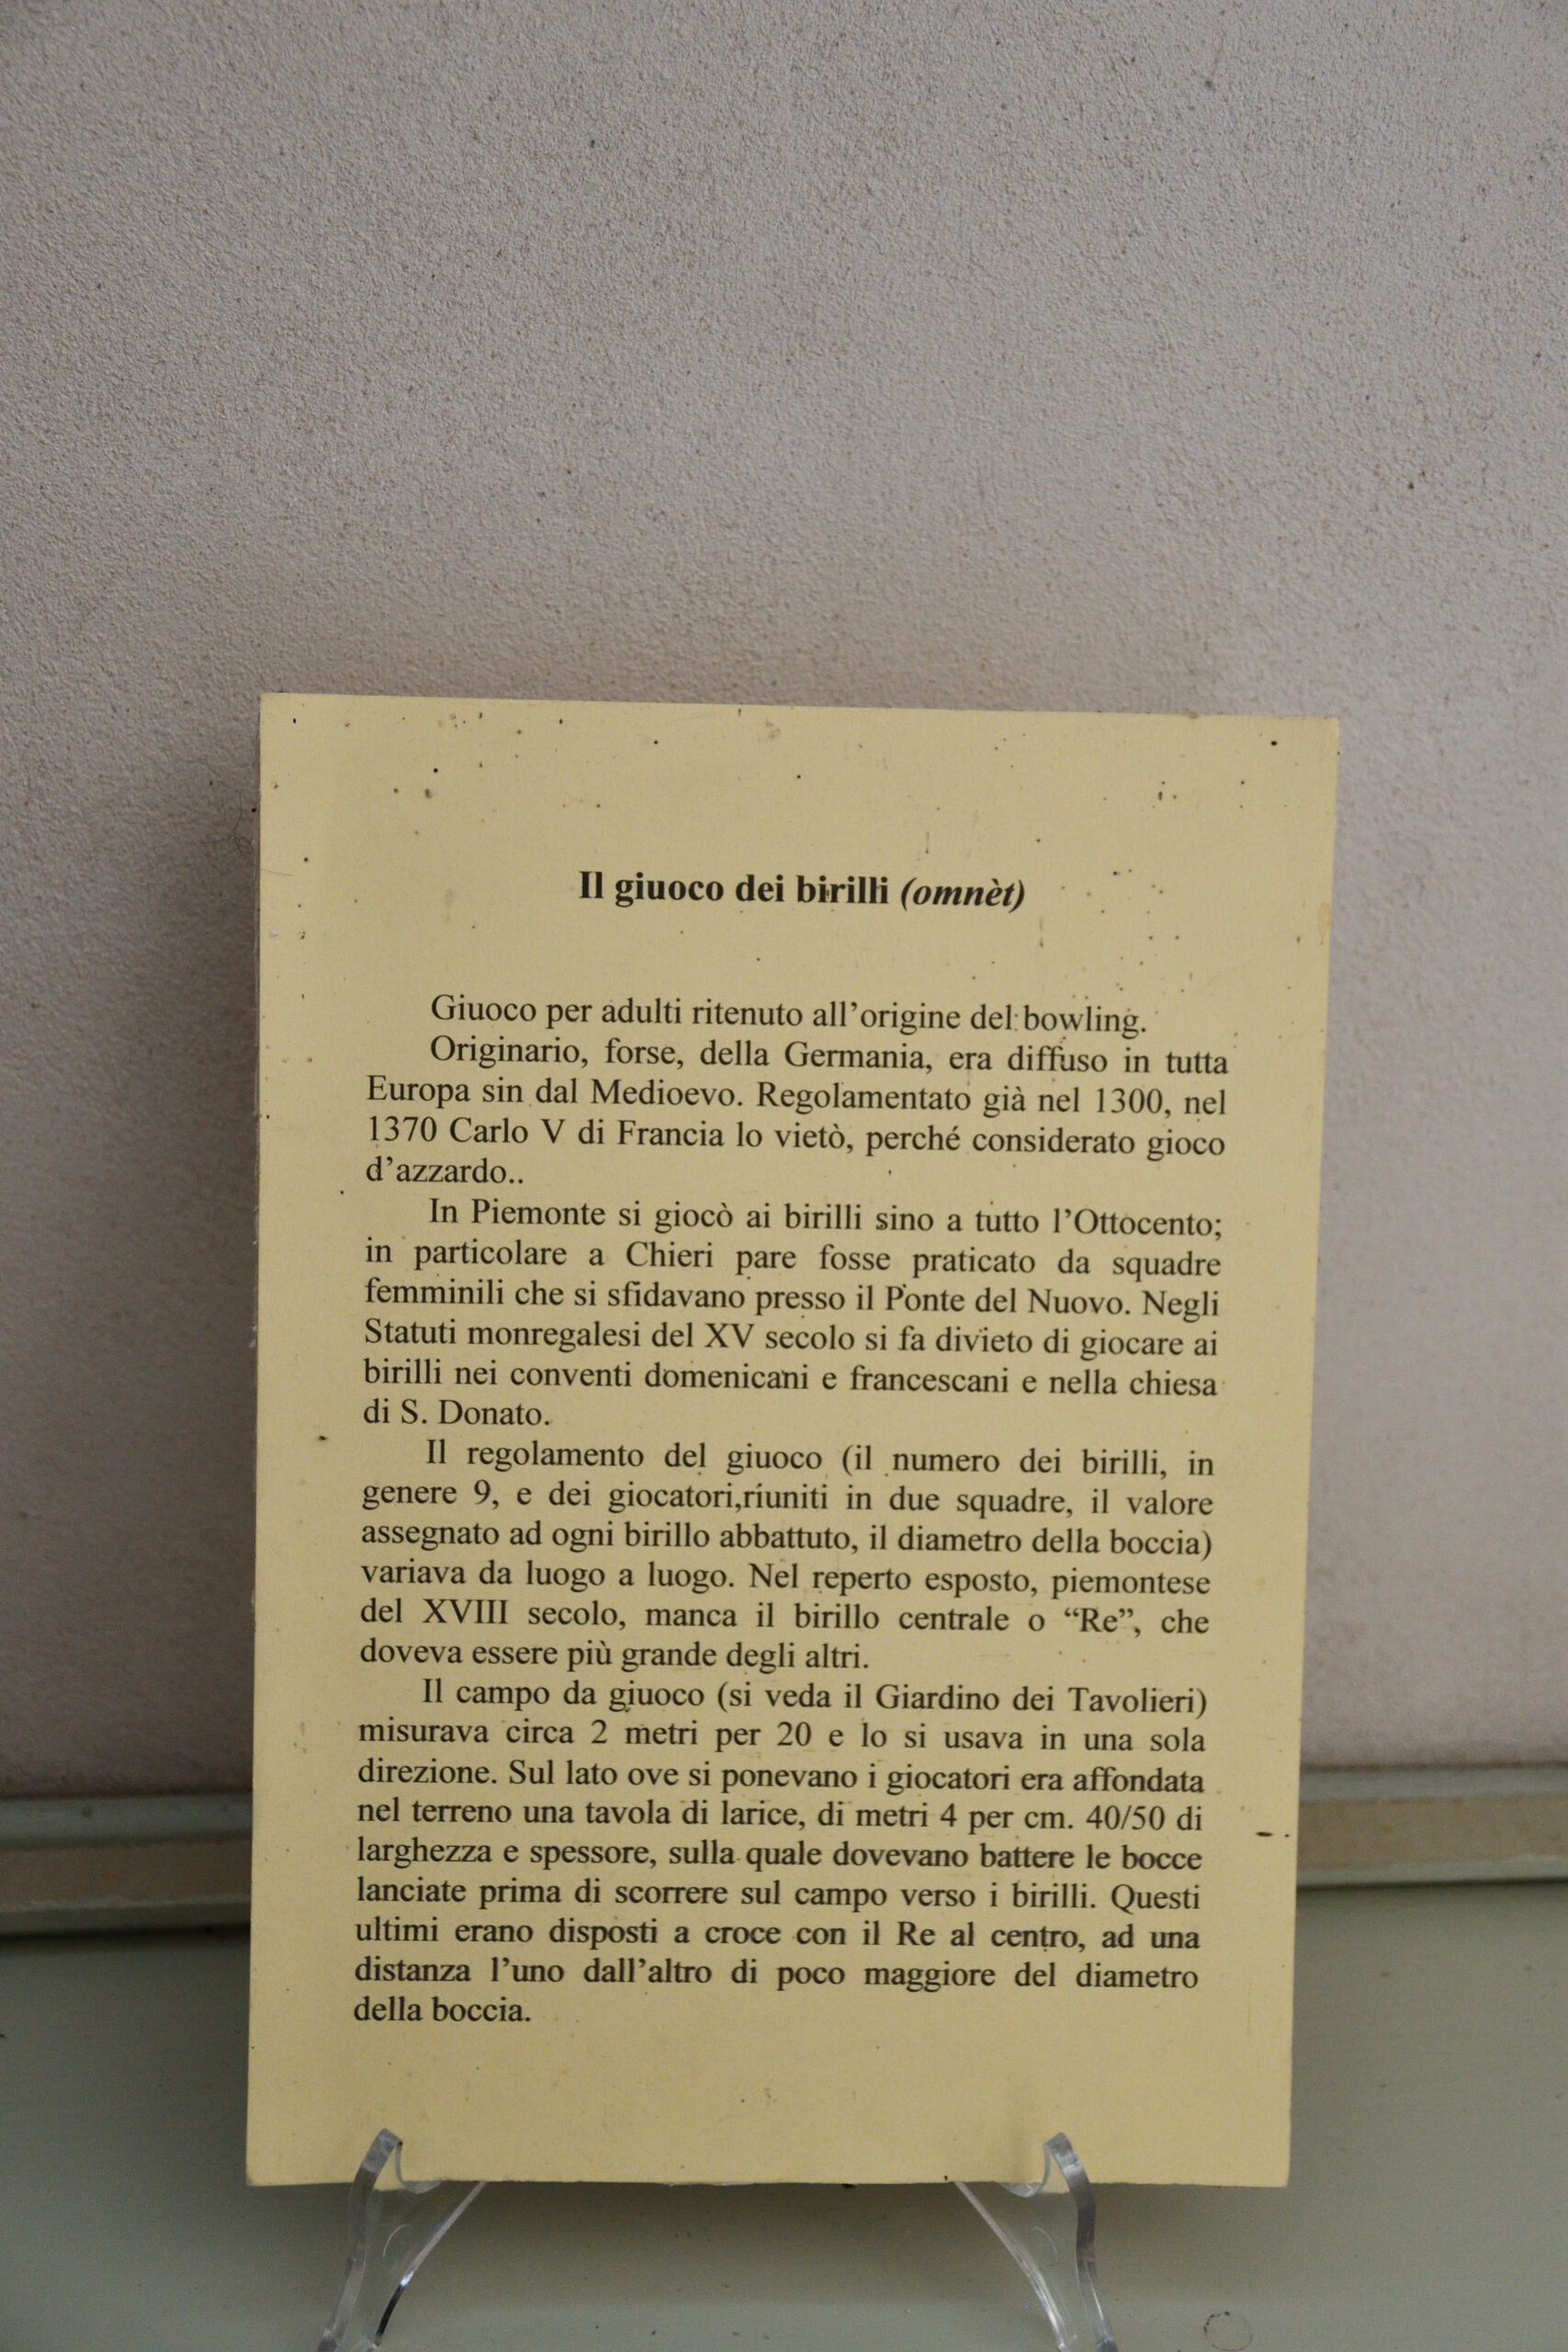 Il giuoco dei birilli (omnèt)
Giuoco per adulti ritenuto all’origine del bowling.
Originario, forse, della Germania, era diffuso in tutta
Europa sin dal Medioevo. Regolamentato già nel 1300, nel
1370 Carlo V di Francia lo vietò, perché considerato gioco
d’azzardo..
In Piemonte si giocò ai birilli sino a tutto l’Ottocento;
in particolare a Chieri pare fosse praticato da squadre
femminili che si sfidavano presso il Ponte del Nuovo. Negli
Statuti monregalesi del XV secolo si fa divieto di giocare ai
birilli nei conventi domenicani e francescani e nella chiesa
di S. Donato.
Il regolamento del giuoco (il numero dei birilli, in
genere 9, e dei giocatori,riuniti in due squadre, il valore
assegnato ad ogni birillo abbattuto, il diametro della boccia)
variava da luogo a luogo. Nel reperto esposto, piemontese
del XVIII secolo, manca il birillo centrale o “Re”, che
doveva essere più grande degli altri.
Il campo da giuoco (si veda il Giardino dei Tavolieri)
misurava circa 2 metri per 20 e lo si usava in una sola
direzione. Sul lato ove si ponevano i giocatori era affondata
nel terreno una tavola di larice, di metri 4 per cm. 40/50 di
larghezza e spessore, sulla quale dovevano battere le bocce
lanciate prima di scorrere sul campo verso i birilli. Questi
ultimi erano disposti a croce con il Re al centro, ad una
distanza l’uno dall’altro di poco maggiore del diametro
della boccia.